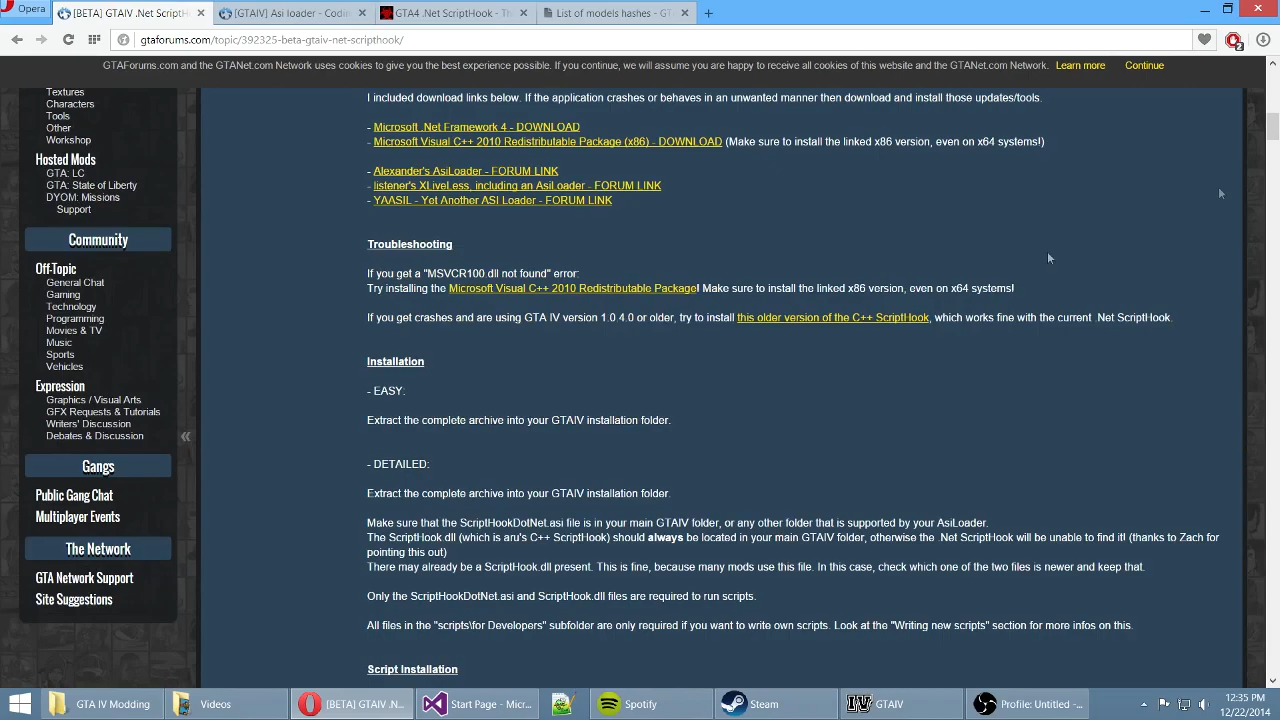 Opera
[BETA] GTAIV .Net ScriptH
[GTAIV] Asi loader - Codin
GTA4 .Net ScriptHook - Th
List of models hashes - GT
gtaforums.com/topic/392325-beta-gtaiv-net-scripthook/
2
GTAForums.com and the GTANet.com Network uses cookies to give you the best experience possible. If you continue, we will assume you are happy to receive all cookies of this website and the GTANet.com Network. Learn more Continue
Textures
Characters
Tools
Other
Workshop
Hosted Mods
GTA: LC
GTA: State of Liberty
DYOM: Missions
Support
Community
Off-Topic
General Chat
Gaming
Technology
Programming
Movies & TV
Music
Sports
Vehicles
Expression
Graphics / Visual Arts
GFX Requests & Tutorials
Writers' Discussion
Debates & Discussion
Gangs
Public Gang Chat
Multiplayer Events
The Network
GTA Network Support
Site Suggestions
«
I included download links below. If the application crashes or behaves in an unwanted manner then download and install those updates/tools.
- Microsoft .Net Framework 4 - DOWNLOAD
- Microsoft Visual C++ 2010 Redistributable Package (x86) - DOWNLOAD (Make sure to install the linked x86 version, even on x64 systems!)
- Alexander's AsiLoader - FORUM LINK
- listener's XLiveLess, including an AsiLoader - FORUM LINK
- YAASIL - Yet Another ASI Loader - FORUM LINK
Troubleshooting
If you get a "MSVCR100.dll not found" error:
Try installing the Microsoft Visual C++ 2010 Redistributable Package! Make sure to install the linked x86 version, even on x64 systems!
If you get crashes and are using GTA IV version 1.0.4.0 or older, try to install this older version of the C++ ScriptHook, which works fine with the current .Net ScriptHook.
Installation
- EASY:
Extract the complete archive into your GTAIV installation folder.
- DETAILED:
Extract the complete archive into your GTAIV installation folder.
Make sure that the ScriptHookDotNet.asi file is in your main GTAIV folder, or any other folder that is supported by your AsiLoader.
The ScriptHook.dll (which is aru's C++ ScriptHook) should always be located in your main GTAIV folder, otherwise the .Net ScriptHook will be unable to find it! (thanks to Zach for
pointing this out)
There may already be a ScriptHook.dll present. This is fine, because many mods use this file. In this case, check which one of the two files is newer and keep that.
Only the ScriptHookDotNet.asi and ScriptHook.dll files are required to run scripts.
All files in the "scripts\for Developers" subfolder are only required if you want to write own scripts. Look at the "Writing new scripts" section for more infos on this.
Script Installation
GTA IV Modding
Videos
[BETA] GTAIV .N...
Start Page - Micr...
Spotify
Steam
IV GTAIV
Profile: Untitled -...
12:35 PM
12/22/2014